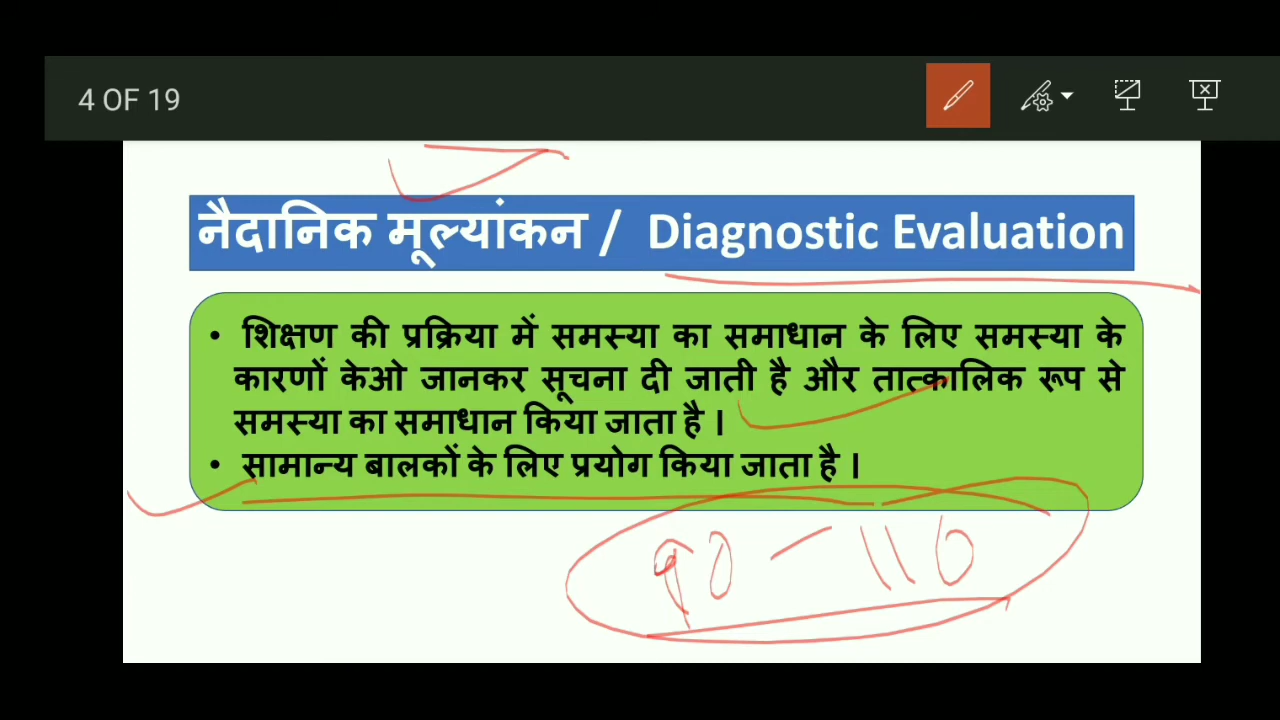 4 OF 19
नैदानिक मूल्यांकन / Diagnostic Evaluation
• शिक्षण की प्रक्रिया में समस्या का समाधान के लिए समस्या के
कारणों केओ जानकर सूचना दी जाती है और तात्कालिक रूप से
समस्या का समाधान किया जाता है ।
• सामान्य बालकों के लिए प्रयोग किया जाता है ।
90 - 110